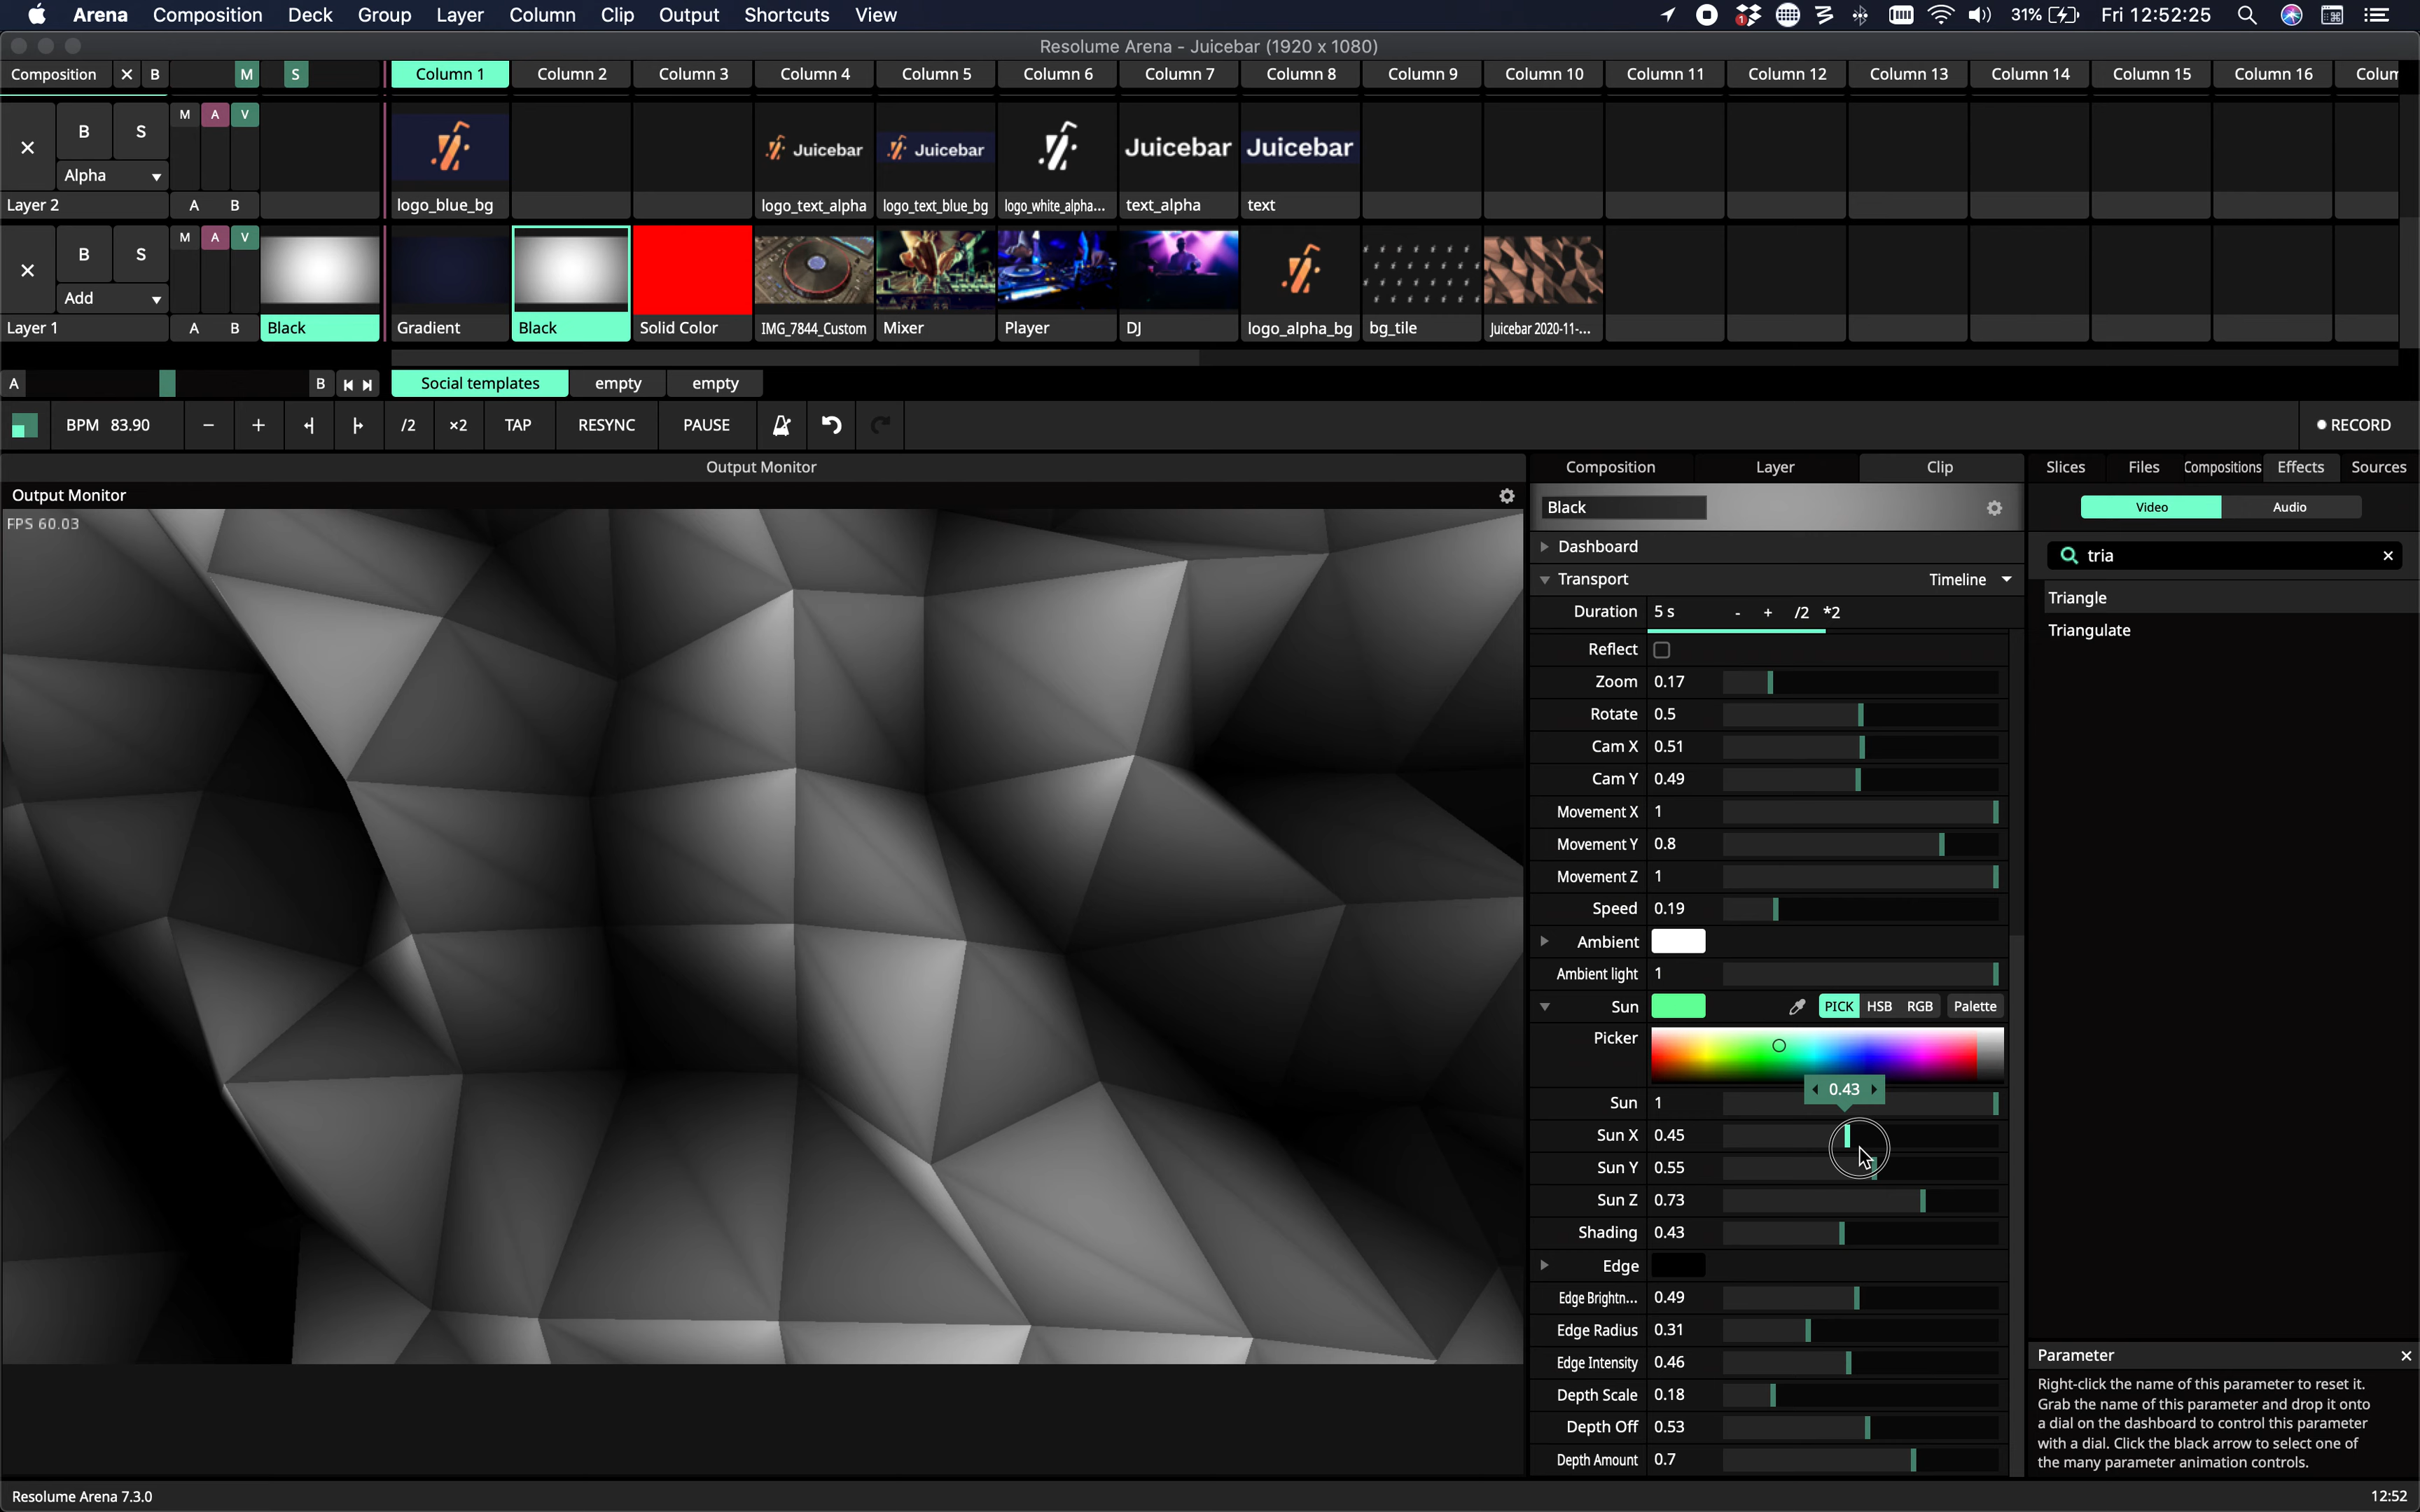 Arena Composition Deck Group Layer Column Clip Output Shortcuts View 1 31% Fri 12:52:25
Resolume Arena - Juicebar (1920 x 1080)
Composition B M S Column 1 Column 2 Column 3 Column 4 Column 5 Column 6 Column 7 Column 8 Column 9 Column 10 Column 11 Column 12 Column 13 Column 14 Column 15 Column 16 Colum
B S M A V
Juicebar Juicebar Juicebar Juicebar
Alpha
Layer 2 A B logo_blue_bg logo_text_alpha logo_text_blue_bg logo_white_alpha... text_alpha text
B S M A V
Add
Layer 1 A B Black Gradient Black Solid Color IMG_7844_Custom Mixer Player DJ logo_alpha_bg bg_tile Juicebar 2020-11-...
A B Social templates empty empty
BPM 83.90 − + /2 ×2 TAP RESYNC PAUSE RECORD
Output Monitor Composition Layer Clip Slices Files Compositions Effects Sources
Output Monitor
FPS 60.03
Black
Video Audio
Dashboard
tria
Transport Timeline
Triangle
Duration 5 s - + /2 *2
Triangulate
Reflect
Zoom 0.17
Rotate 0.5
Cam X 0.51
Cam Y 0.49
Movement X 1
Movement Y 0.8
Movement Z 1
Speed 0.19
Ambient
Ambient light 1
Sun PICK HSB RGB Palette
Picker
0.43
Sun 1
Sun X 0.45
Sun Y 0.55
Sun Z 0.73
Shading 0.43
Edge
Edge Brightn... 0.49
Edge Radius 0.31
Edge Intensity 0.46
Depth Scale 0.18
Depth Off 0.53
Depth Amount 0.7
Parameter
Right-click the name of this parameter to reset it.
Grab the name of this parameter and drop it onto
a dial on the dashboard to control this parameter
with a dial. Click the black arrow to select one of
the many parameter animation controls.
Resolume Arena 7.3.0 12:52